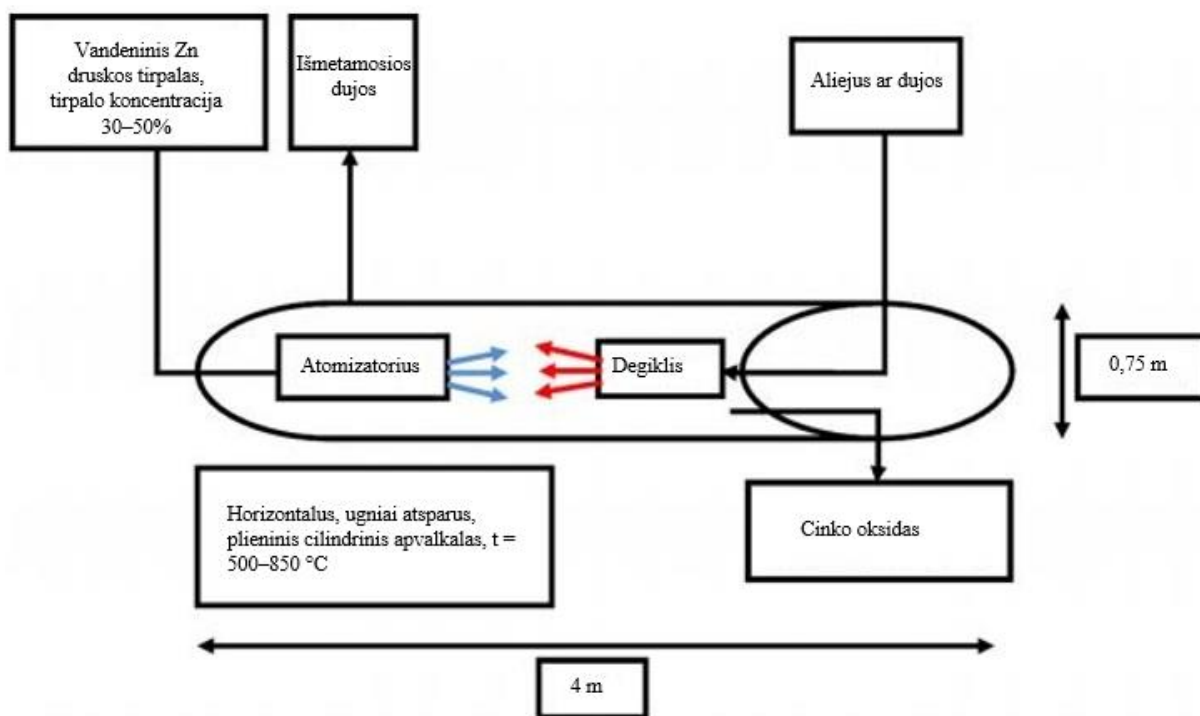 Vandeninis Zn
druskos tirpalas,
tirpalo koncentracija
30–50%
Išmetamosios
dujos
Aliejus ar dujos
Atomizatorius
Degiklis
0,75 m
Horizontalus, ugniai atsparus,
plieninis cilindrinis apvalkalas, t =
500–850 °C
Cinko oksidas
4 m